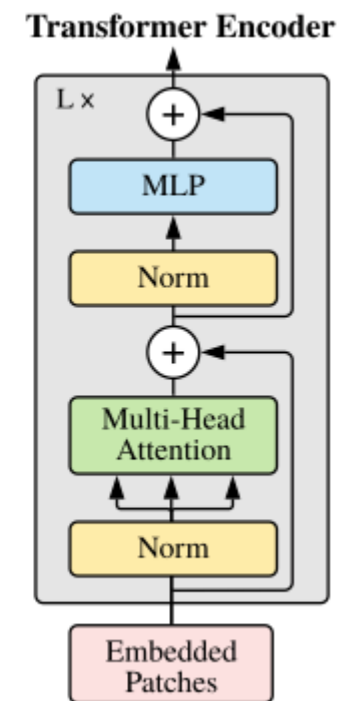 Transformer Encoder
L ×
+
MLP
Norm
+
Multi-Head
Attention
Norm
Embedded
Patches